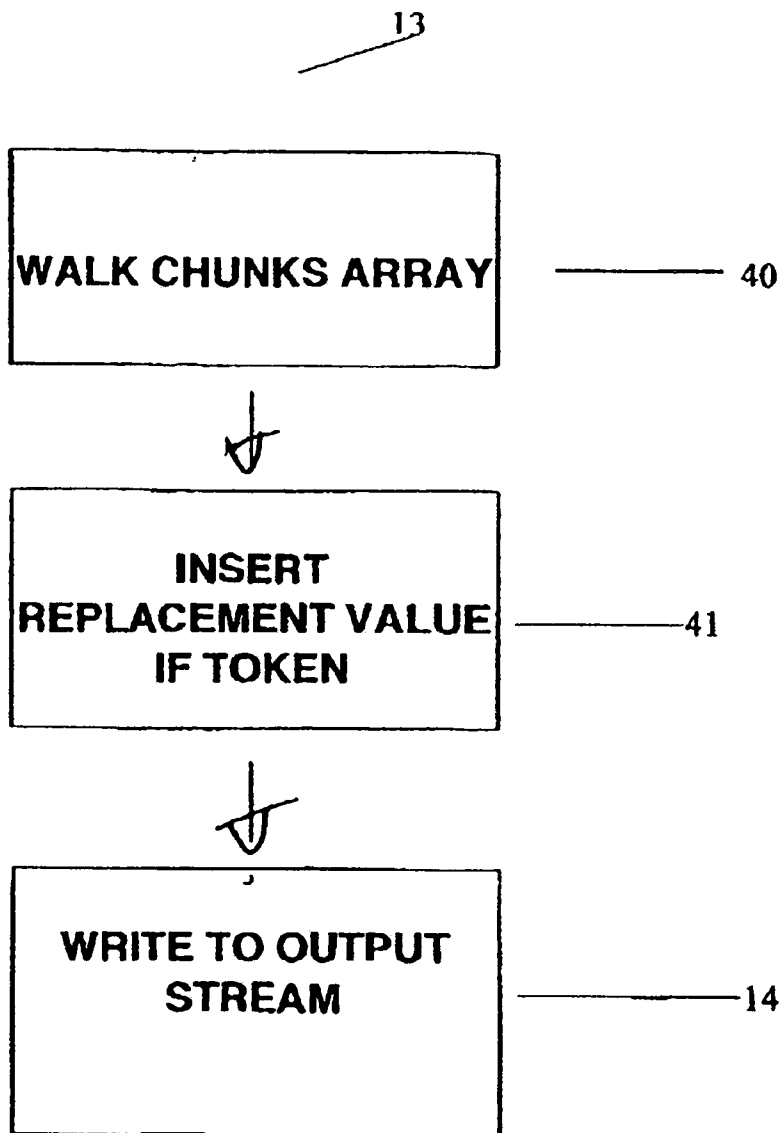 13
WALK CHUNKS ARRAY
40
INSERT
REPLACEMENT VALUE
IF TOKEN
41
WRITE TO OUTPUT
STREAM
14